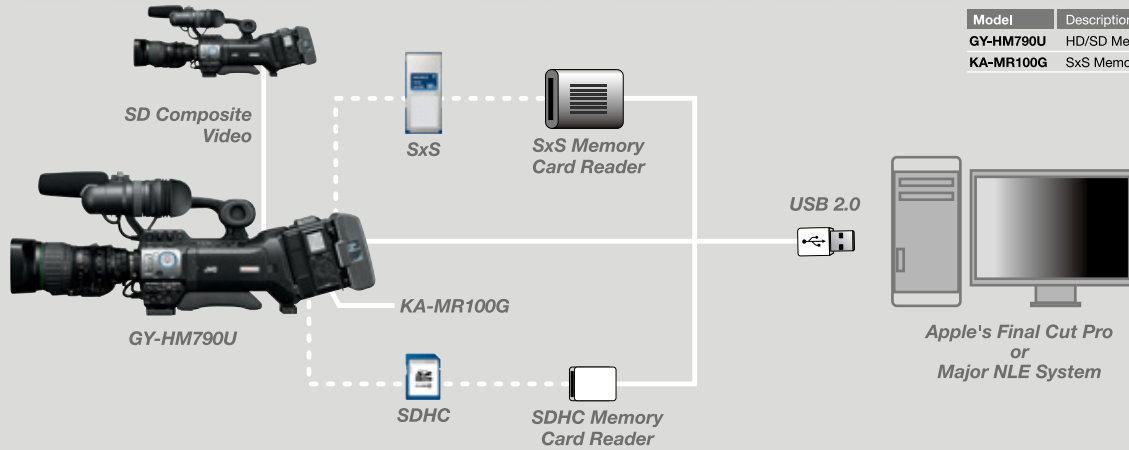 Model Description
GY-HM790U HD/SD Me
KA-MR100G SxS Memo
SD Composite
Video
SxS
SxS Memory
Card Reader
USB 2.0
KA-MR100G
GY-HM790U
Apple's Final Cut Pro
or
Major NLE System
SDHC
SDHC Memory
Card Reader
JVC